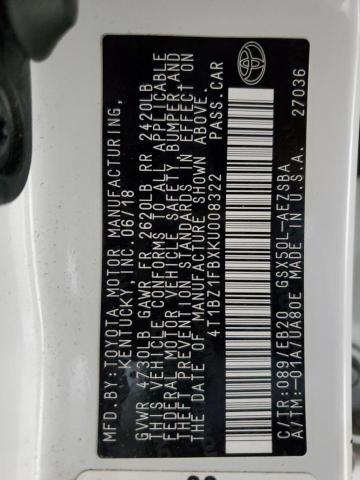 MFD.BY:TOYOTA MOTOR MANUFACTURING,
KENTUCKY,INC. 06/18
GVWR 4730LB GAWR FR 2620LB RR 2420LB
THIS VEHICLE CONFORMS TO ALL APPLICABLE
FEDERAL MOTOR VEHICLE SAFETY, BUMPER,AND
THEFT PREVENTION STANDARDS IN EFFECT ON
THE DATE OF MANUFACTURE SHOWN ABOVE.
4T1BZ1FBXKU008322 PASS.CAR
C/TR:089/EB20 GSX50L-AEZSBA
A/TM:-01A/UA80E MADE IN U.S.A. 27036